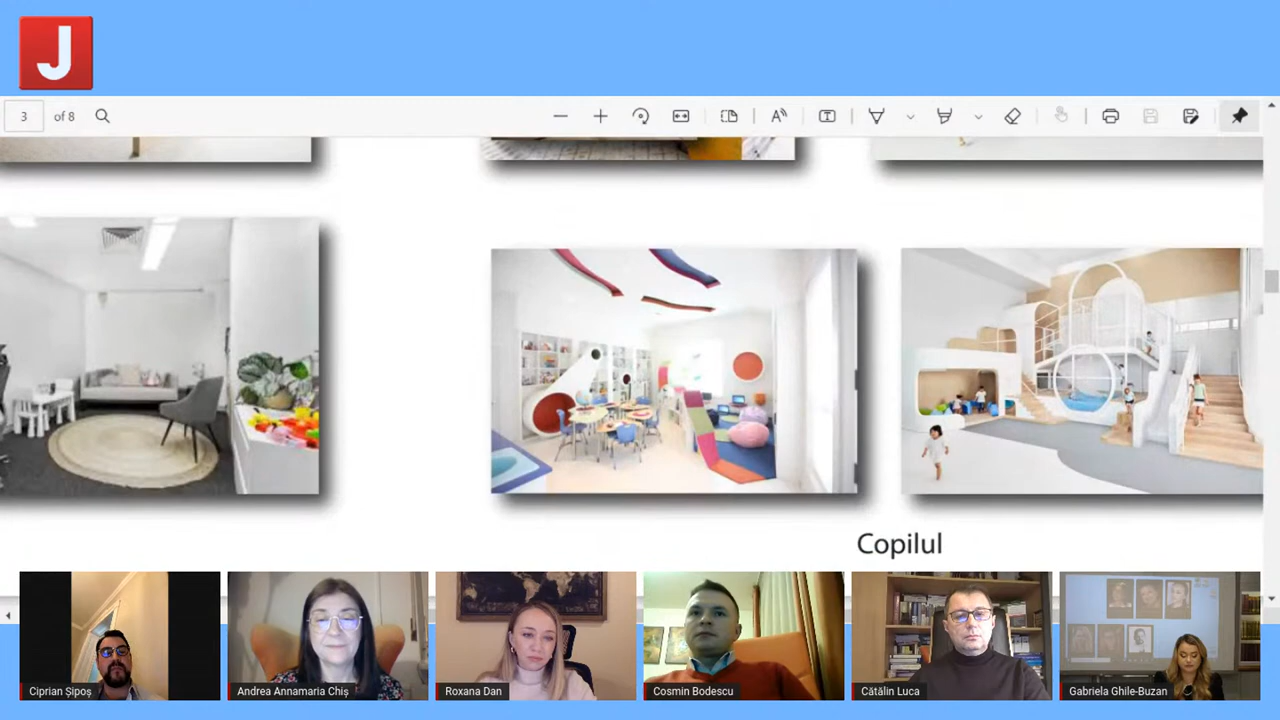 J
3 of 8
Copilul
Ciprian Șipoș
Andrea Annamaria Chiș
Roxana Dan
Cosmin Bodescu
Cătălin Luca
Gabriela Ghile-Buzan